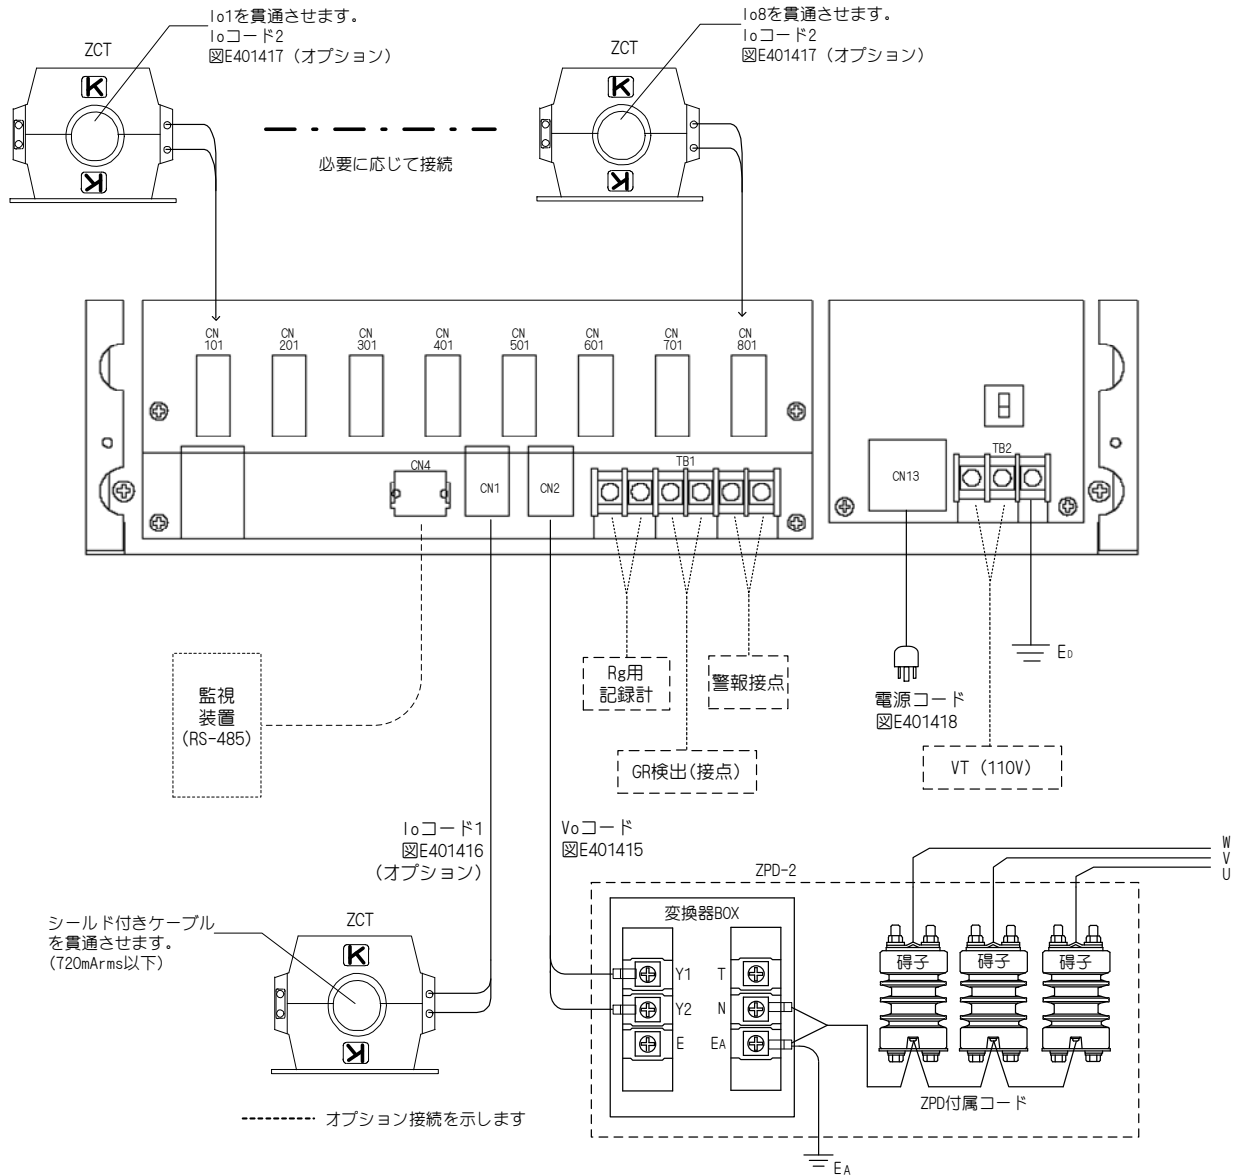 Io1を貫通させます。
Ioコード2
図E401417 (オプション)
ZCT
K
K
Io8を貫通させます。
Ioコード2
図E401417 (オプション)
ZCT
K
K
必要に応じて接続
CN
101
CN
201
CN
301
CN
401
CN
501
CN
601
CN
701
CN
801
CN4
CN1
CN2
TB1
CN13
TB2
監視
装置
(RS-485)
Rg用
記録計
警報接点
GR検出(接点)
電源コード
図E401418
ED
VT (110V)
Ioコード1
図E401416
(オプション)
Voコード
図E401415
ZPD-2
W
V
U
シールド付きケーブル
を貫通させます。
(720mArms以下)
ZCT
K
K
変換器BOX
Y1
Y2
E
T
N
EA
碍子
碍子
碍子
ZPD付属コード
EA
オプション接続を示します